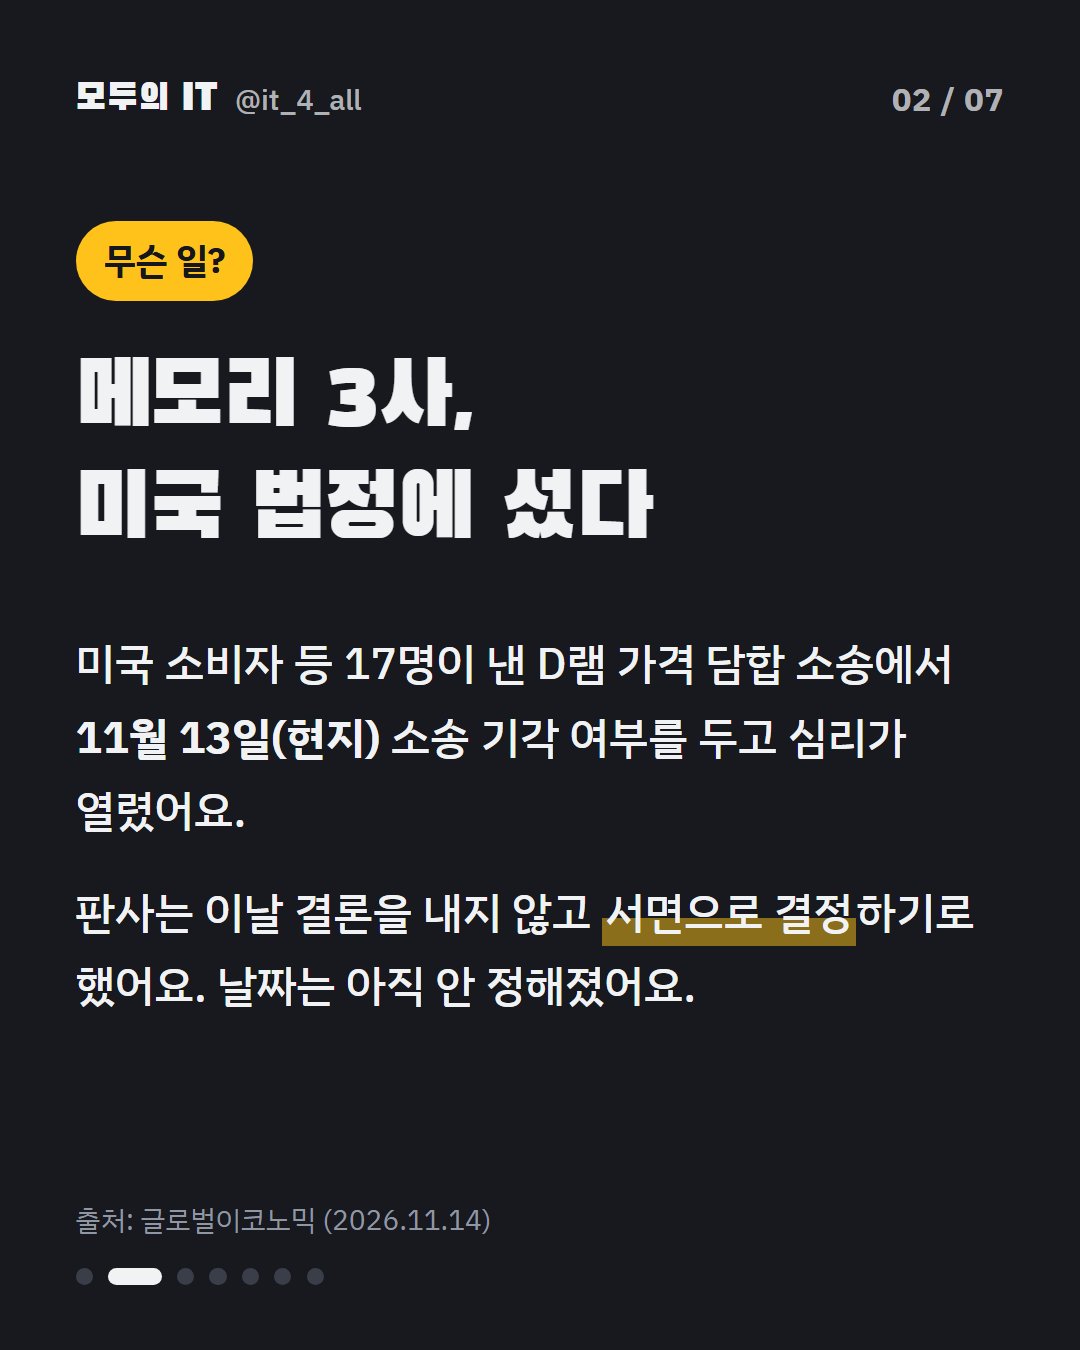 모두의 IT @it_4_all
02 / 07
무슨 일?
메모리 3사,
미국 법정에 섰다
미국 소비자 등 17명이 낸 D램 가격 담합 소송에서
11월 13일(현지) 소송 기각 여부를 두고 심리가
열렸어요.
판사는 이날 결론을 내지 않고 서면으로 결정하기로
했어요. 날짜는 아직 안 정해졌어요.
출처: 글로벌이코노믹 (2026.11.14)